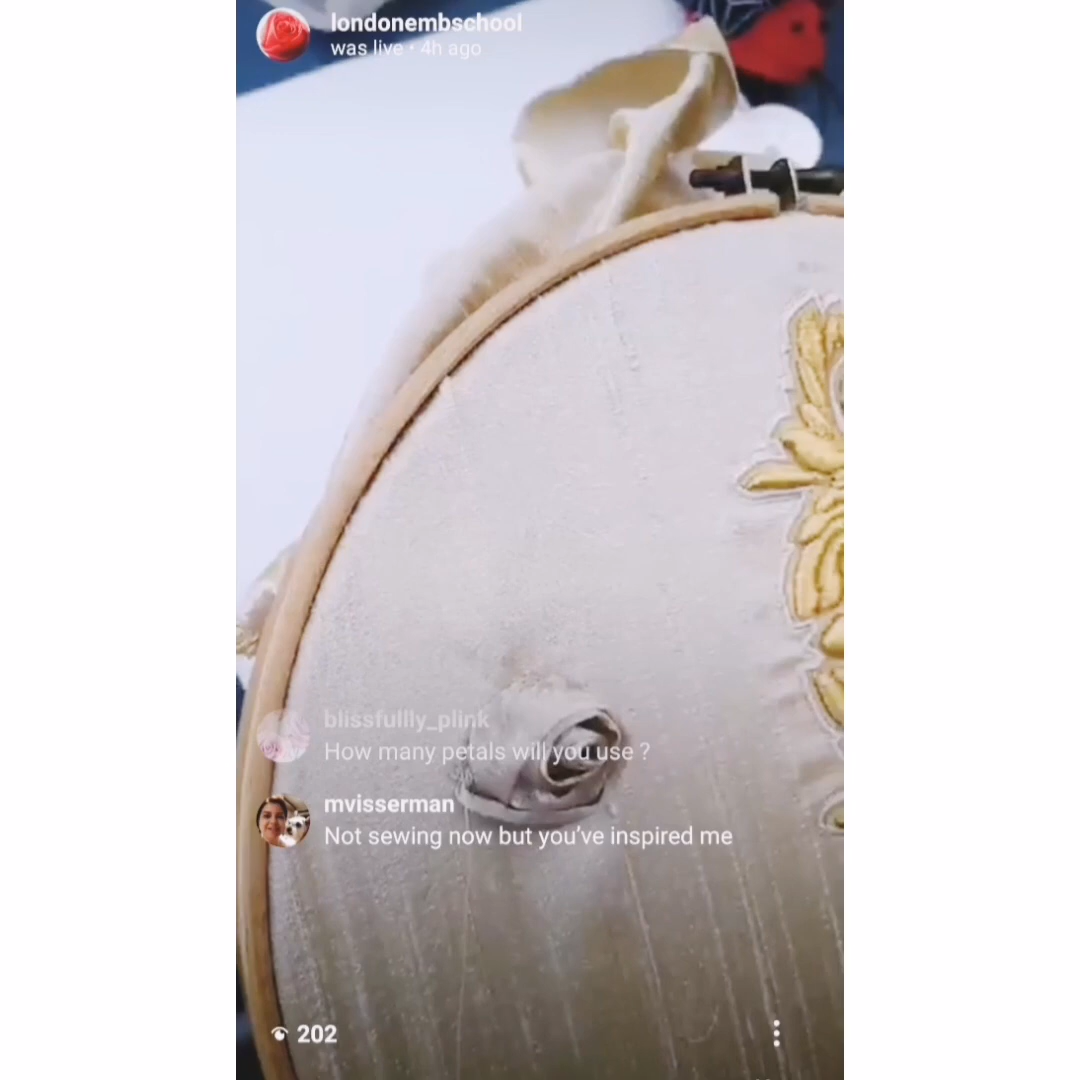 londonembschool
was live • 4h ago
blissfullly_plink
How many petals will you use ?
mvisserman
Not sewing now but you've inspired me
202